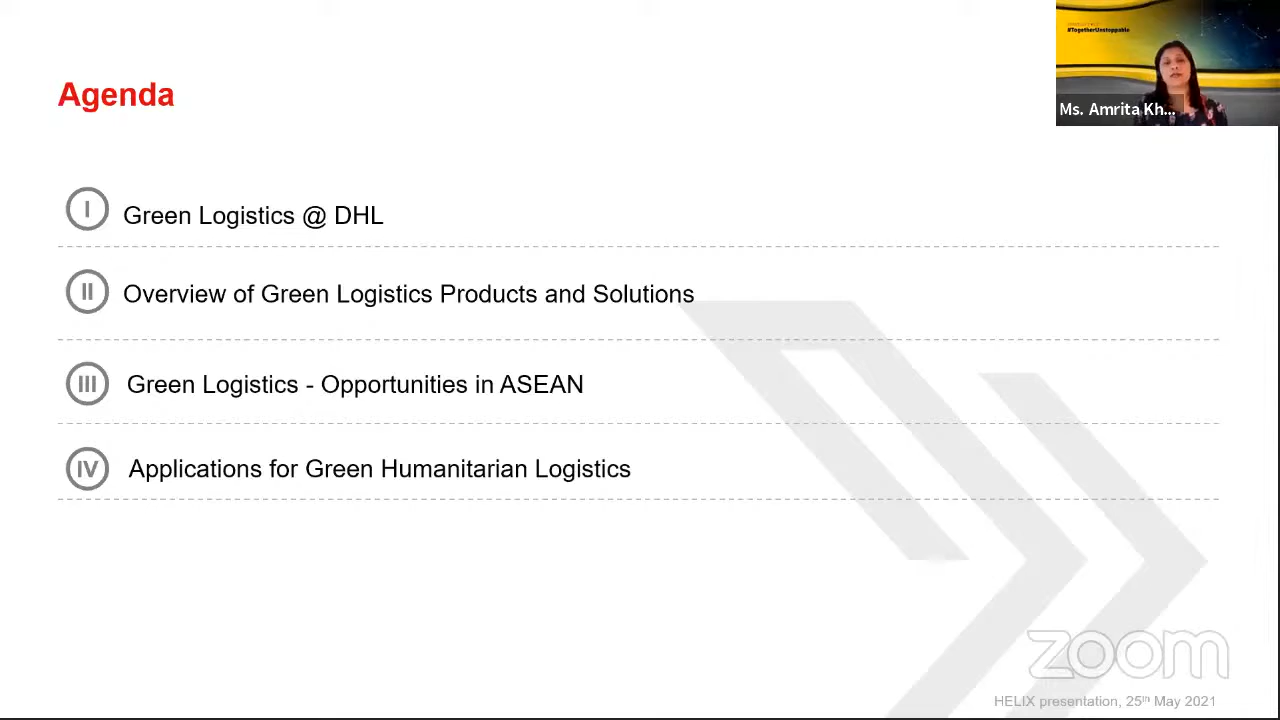 #TogetherUnstoppable
Agenda
Ms. Amrita Kh...
I
Green Logistics @ DHL
II
Overview of Green Logistics Products and Solutions
III
Green Logistics - Opportunities in ASEAN
IV
Applications for Green Humanitarian Logistics
zoom
HELIX presentation, 25th May 2021